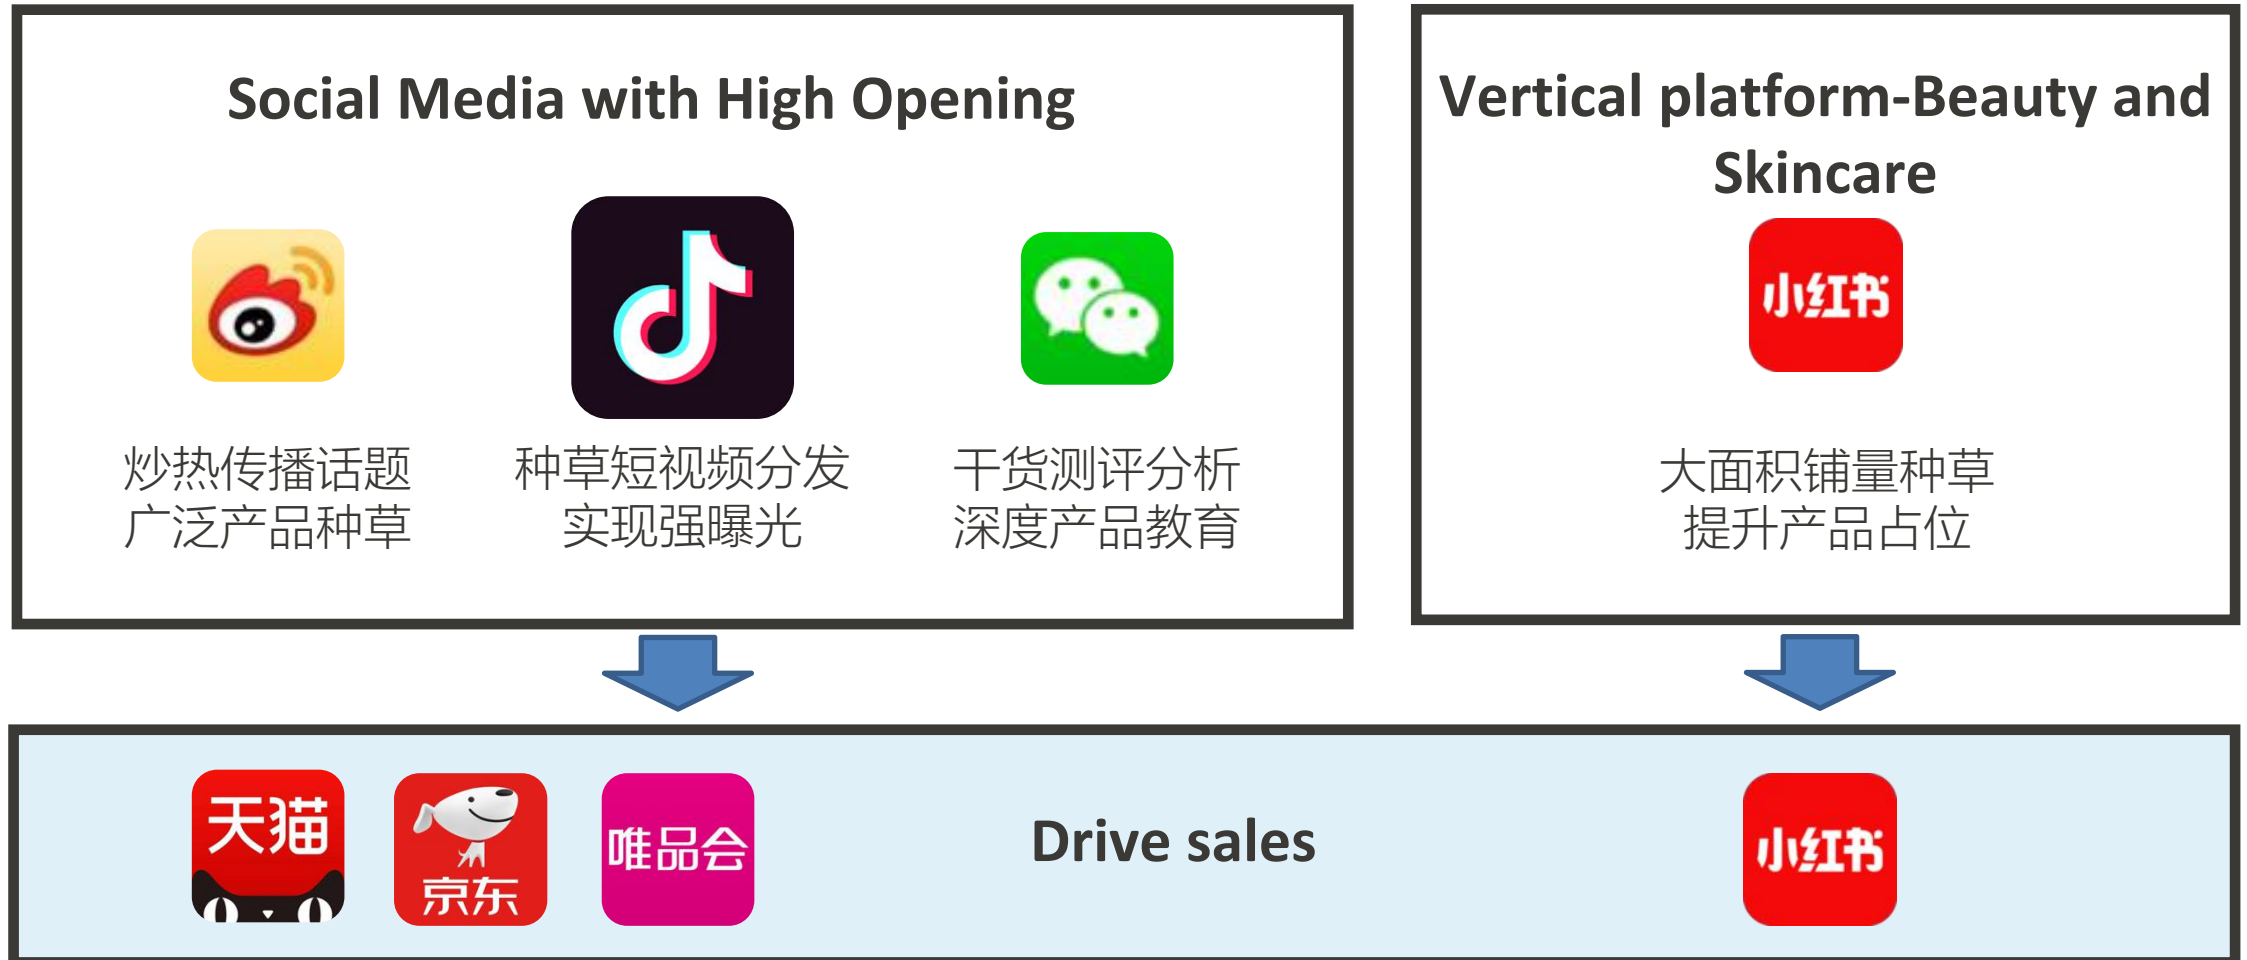 Social Media with High Opening
炒热传播话题
广泛产品种草
种草短视频分发
实现强曝光
干货测评分析
深度产品教育
Vertical platform-Beauty and
Skincare
小红书
大面积铺量种草
提升产品占位
天猫
京东
唯品会
Drive sales
小红书